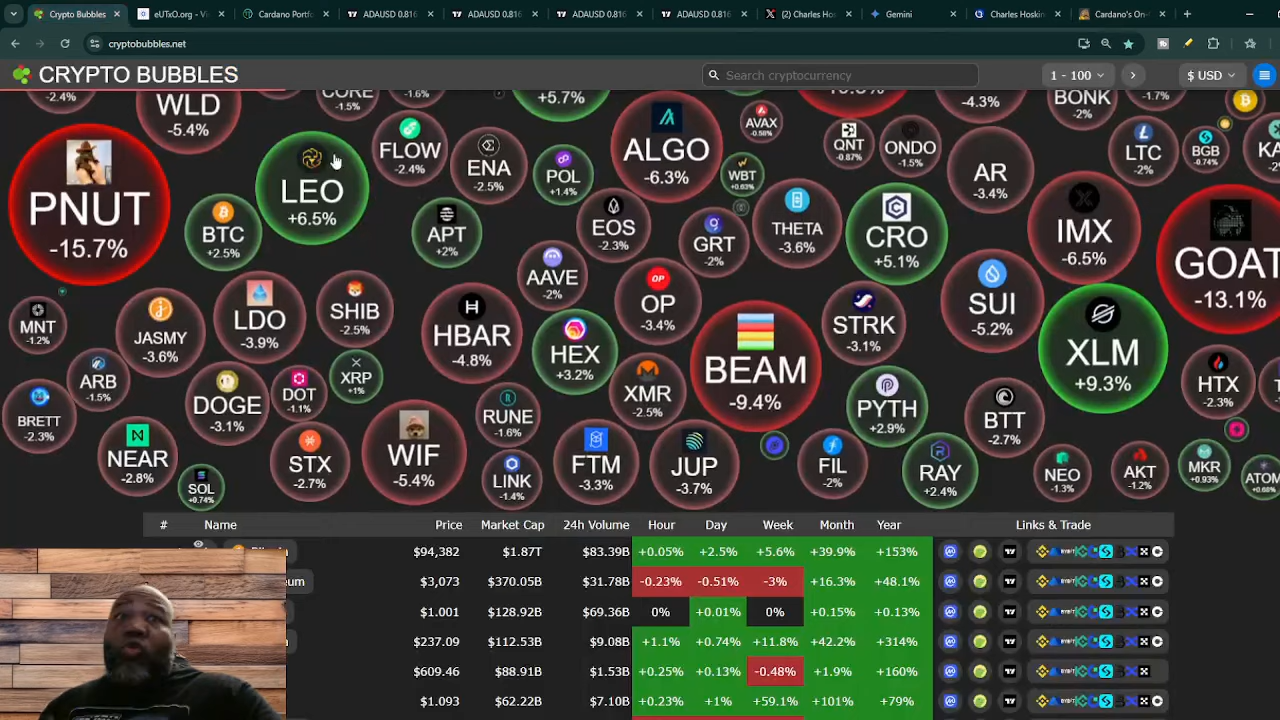 Crypto Bubbles
eUTxO.org - Vi
Cardano Portfo
ADAUSD 0.816
ADAUSD 0.816
ADAUSD 0.816
ADAUSD 0.816
(2) Charles Hos
Gemini
Charles Hoskin
Cardano's On-
cryptobubbles.net
CRYPTO BUBBLES
Search cryptocurrency
1 - 100
$ USD
-2.4%
WLD
-5.4%
CORE
-1.5%
-1.6%
+5.7%
-4.3%
BONK
-2%
-1.7%
PNUT
-15.7%
BTC
+2.5%
LEO
+6.5%
FLOW
-2.4%
ENA
-2.5%
POL
+1.4%
ALGO
-6.3%
AVAX
-0.58%
WBT
+0.63%
QNT
-0.87%
ONDO
-1.5%
AR
-3.4%
LTC
-2%
BGB
-0.74%
KA
-2%
APT
+2%
EOS
-2.3%
GRT
-2%
THETA
-3.6%
CRO
+5.1%
IMX
-6.5%
GOAT
-13.1%
MNT
-1.2%
JASMY
-3.6%
LDO
-3.9%
SHIB
-2.5%
AAVE
-2%
OP
-3.4%
SUI
-5.2%
HBAR
-4.8%
HEX
+3.2%
BEAM
-9.4%
STRK
-3.1%
XLM
+9.3%
ARB
-1.5%
XRP
+1%
DOGE
-3.1%
DOT
-1.1%
XMR
-2.5%
HTX
-2.3%
BRETT
-2.3%
RUNE
-1.6%
PYTH
+2.9%
BTT
-2.7%
NEAR
-2.8%
SOL
+0.74%
STX
-2.7%
WIF
-5.4%
LINK
-1.4%
FTM
-3.3%
JUP
-3.7%
FIL
-2%
RAY
+2.4%
NEO
-1.3%
AKT
-1.2%
MKR
+0.93%
ATOM
+0.66%
# Name Price Market Cap 24h Volume Hour Day Week Month Year Links & Trade
$94,382 $1.87T $83.39B +0.05% +2.5% +5.6% +39.9% +153%
eum $3,073 $370.05B $31.78B -0.23% -0.51% -3% +16.3% +48.1%
$1.001 $128.92B $69.36B 0% +0.01% 0% +0.15% +0.13%
$237.09 $112.53B $9.08B +1.1% +0.74% +11.8% +42.2% +314%
$609.46 $88.91B $1.53B +0.25% +0.13% -0.48% +1.9% +160%
$1.093 $62.22B $7.10B +0.23% +1% +59.1% +101% +79%